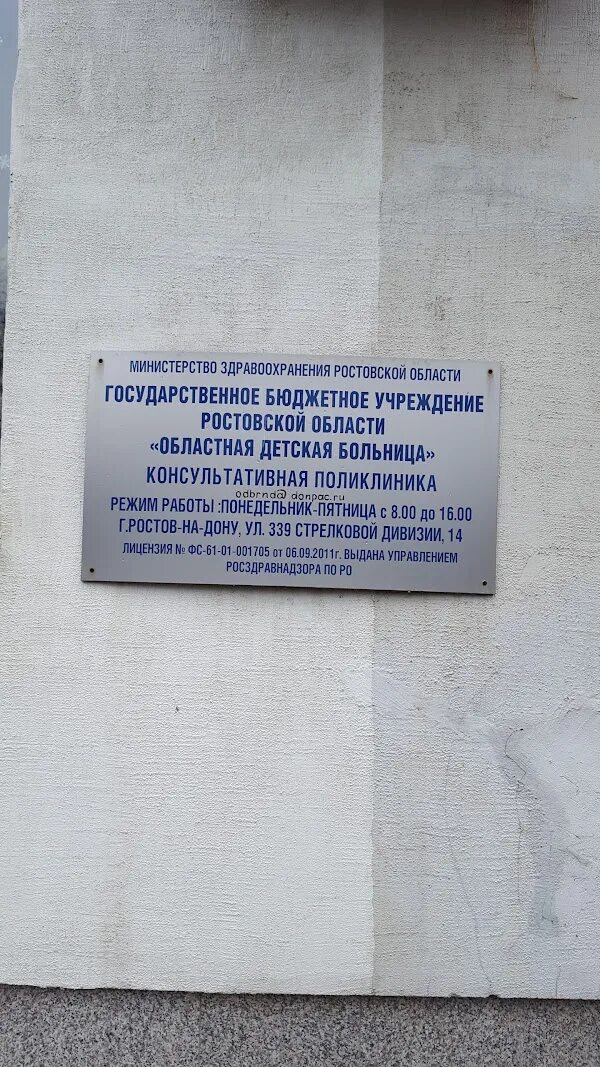 МИНИСТЕРСТВО ЗДРАВООХРАНЕНИЯ РОСТОВСКОЙ ОБЛАСТИ
ГОСУДАРСТВЕННОЕ БЮДЖЕТНОЕ УЧРЕЖДЕНИЕ
РОСТОВСКОЙ ОБЛАСТИ
«ОБЛАСТНАЯ ДЕТСКАЯ БОЛЬНИЦА»
КОНСУЛЬТАТИВНАЯ ПОЛИКЛИНИКА
odbrnd@donpac.ru
РЕЖИМ РАБОТЫ :ПОНЕДЕЛЬНИК-ПЯТНИЦА с 8.00 до 16.00
Г.РОСТОВ-НА-ДОНУ, УЛ. 339 СТРЕЛКОВОЙ ДИВИЗИИ, 14
ЛИЦЕНЗИЯ № ФС-61-01-001705 от 06.09.2011г. ВЫДАНА УПРАВЛЕНИЕМ
РОСЗДРАВНАДЗОРА ПО РО